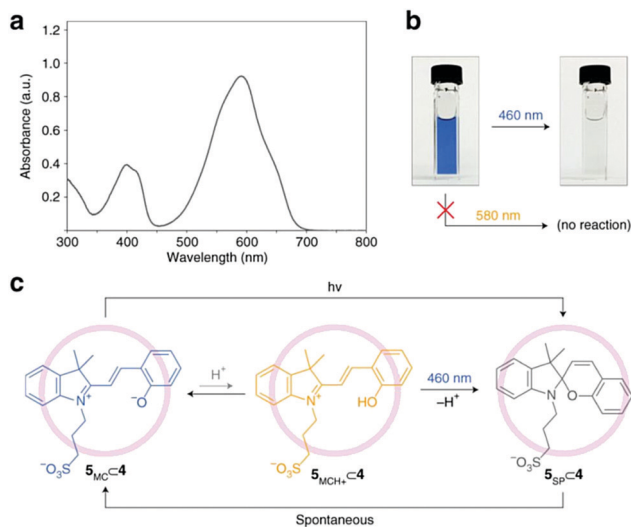 a
1.2
1.0
0.8
0.6
0.4
0.2
Absorbance (a.u.)
300 400 500 600 700 800
Wavelength (nm)
b
460 nm
580 nm
(no reaction)
c
hν
O⁻
N⁺
⁻O₃S
5MC⊂4
H⁺
HO
N⁺
⁻O₃S
5MCH+⊂4
460 nm
–H⁺
N
O
⁻O₃S
5SP⊂4
Spontaneous